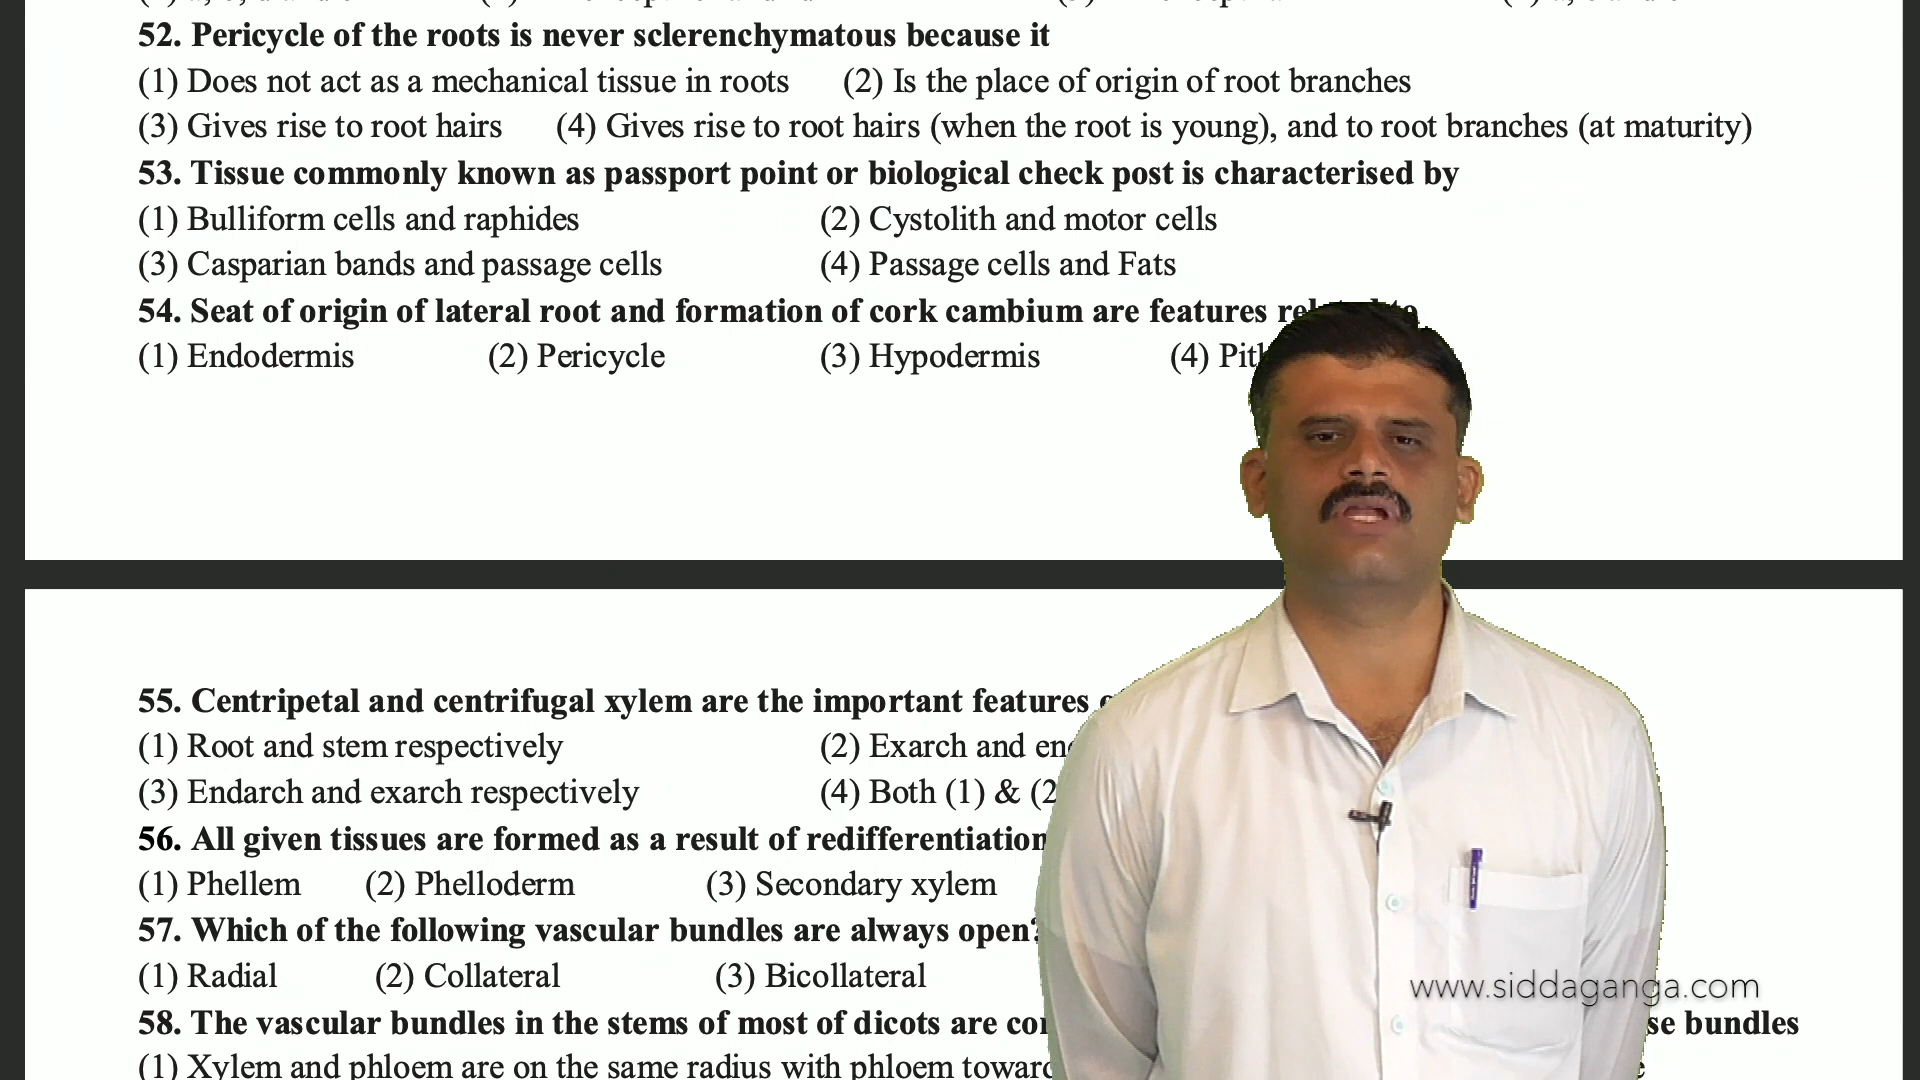 52. Pericycle of the roots is never sclerenchymatous because it
(1) Does not act as a mechanical tissue in roots (2) Is the place of origin of root branches
(3) Gives rise to root hairs (4) Gives rise to root hairs (when the root is young), and to root branches (at maturity)
53. Tissue commonly known as passport point or biological check post is characterised by
(1) Bulliform cells and raphides (2) Cystolith and motor cells
(3) Casparian bands and passage cells (4) Passage cells and Fats
54. Seat of origin of lateral root and formation of cork cambium are features
(1) Endodermis (2) Pericycle (3) Hypodermis (4)
55. Centripetal and centrifugal xylem are the important features
(1) Root and stem respectively (2) Exarch and
(3) Endarch and exarch respectively (4) Both (1) & (2
56. All given tissues are formed as a result of redifferentiation
(1) Phellem (2) Phelloderm (3) Secondary xylem
57. Which of the following vascular bundles are always open?
(1) Radial (2) Collateral (3) Bicollateral
www.siddaganga.com
58. The vascular bundles in the stems of most of dicots are bundles
(1) Xylem and phloem are on the same radius with phloem